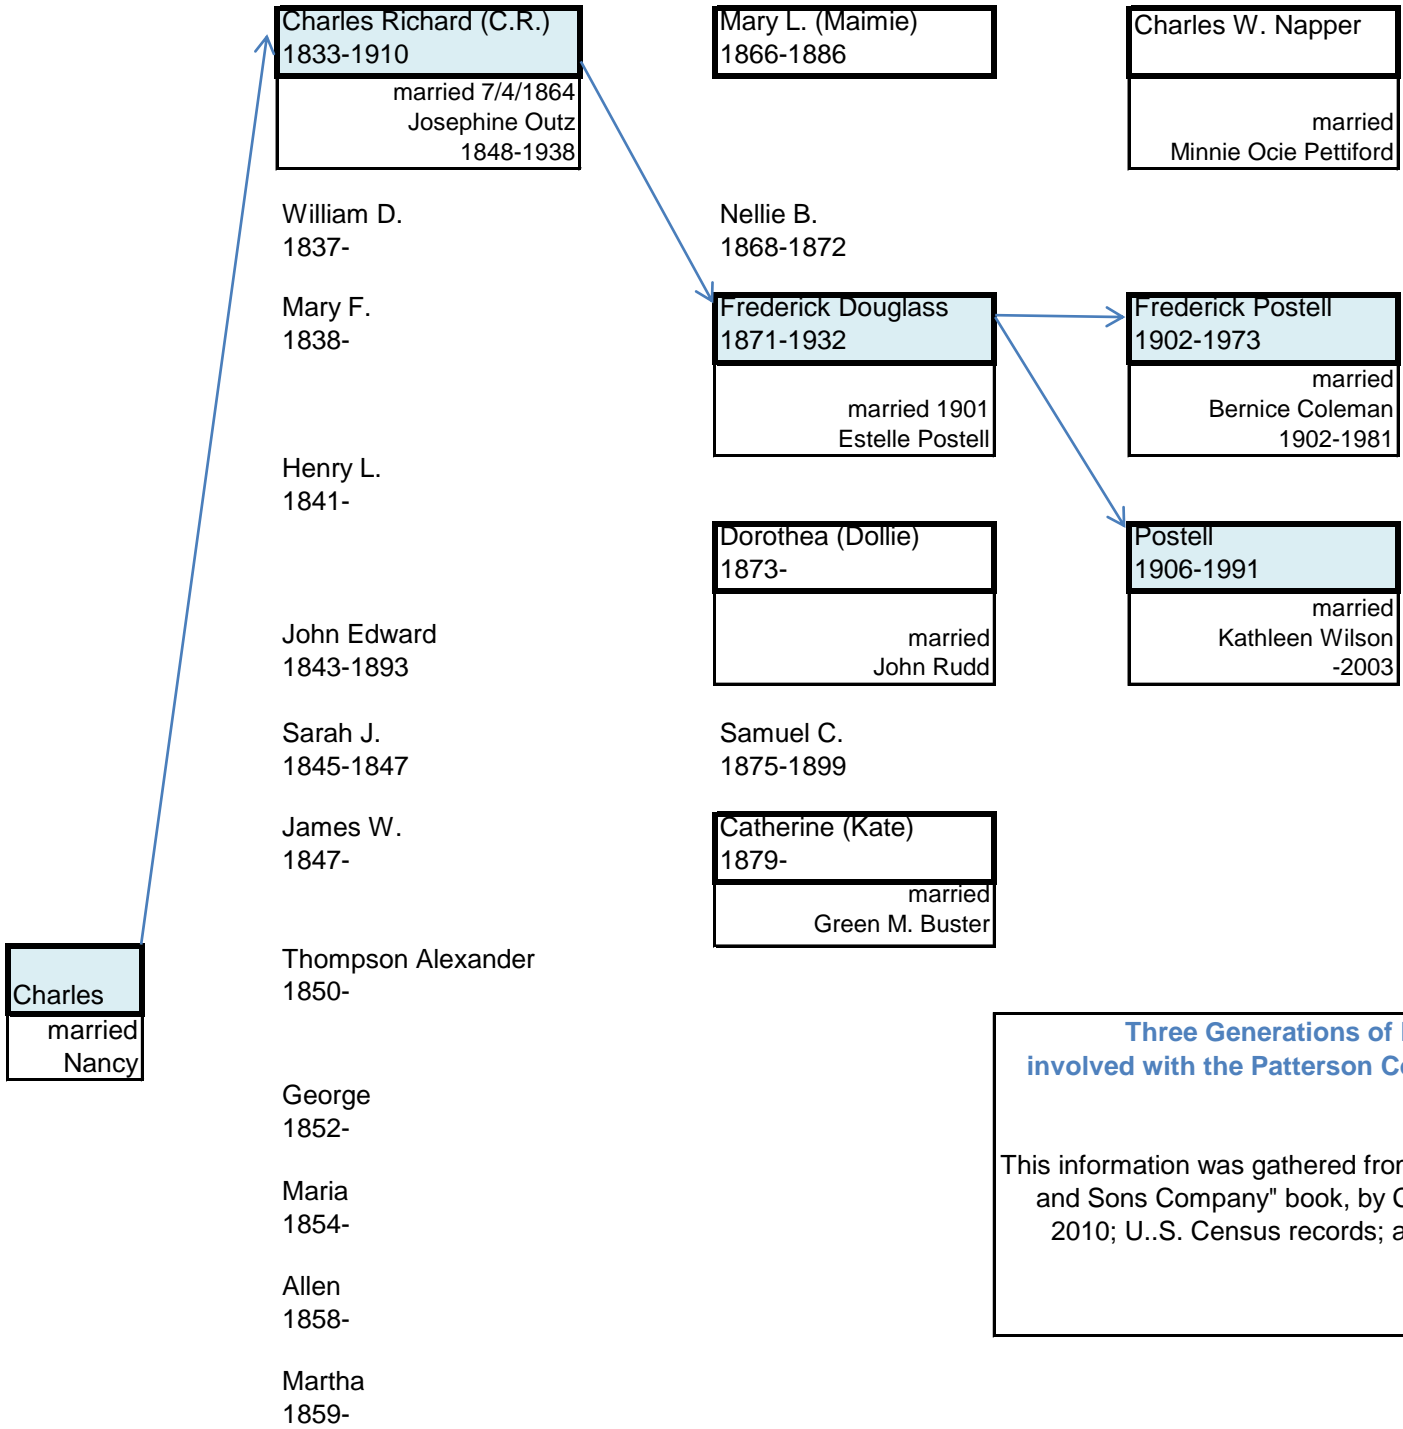 Charles Richard (C.R.)
1833-1910
married 7/4/1864
Josephine Outz
1848-1938
William D.
1837-
Mary F.
1838-
Henry L.
1841-
John Edward
1843-1893
Sarah J.
1845-1847
James W.
1847-
Thompson Alexander
1850-
George
1852-
Maria
1854-
Allen
1858-
Martha
1859-
Charles
married
Nancy
Mary L. (Maimie)
1866-1886
Nellie B.
1868-1872
Frederick Douglass
1871-1932
married 1901
Estelle Postell
Dorothea (Dollie)
1873-
married
John Rudd
Samuel C.
1875-1899
Catherine (Kate)
1879-
married
Green M. Buster
Charles W. Napper
married
Minnie Ocie Pettiford
Frederick Postell
1902-1973
married
Bernice Coleman
1902-1981
Postell
1906-1991
married
Kathleen Wilson
-2003
Three Generations of
involved with the Patterson
This information was gathered
and Sons Company" book, by
2010; U..S. Census records;